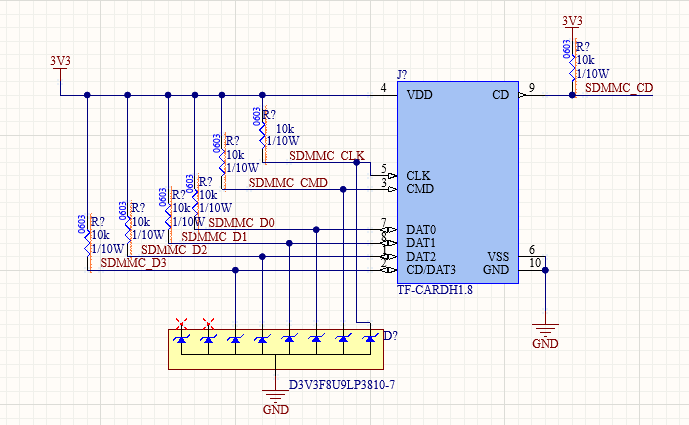 3V3
3V3
0603
R?
10k
1/10W
SDMMC_CD
J?
4
VDD
CD
9
0603
R?
10k
1/10W
SDMMC_CLK
5
CLK
0603
R?
10k
1/10W
SDMMC_CMD
3
CMD
0603
R?
10k
1/10W
SDMMC_D0
7
DAT0
0603
R?
10k
1/10W
SDMMC_D1
8
DAT1
0603
R?
10k
1/10W
SDMMC_D2
1
DAT2
VSS
6
0603
R?
10k
1/10W
SDMMC_D3
2
CD/DAT3
GND
10
TF-CARDH1.8
GND
D?
D3V3F8U9LP3810-7
GND